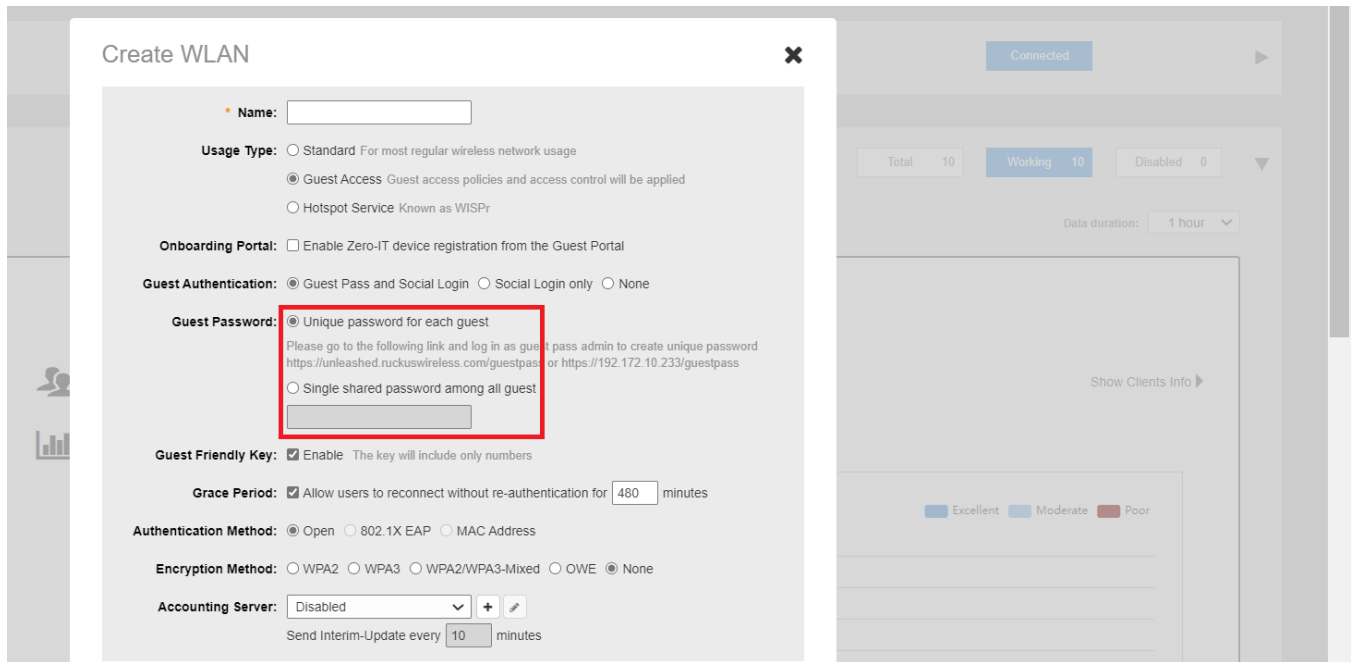 Create WLAN
Connected
* Name:
Usage Type: Standard For most regular wireless network usage
Total 10 Working 10 Disabled 0
Guest Access Guest access policies and access control will be applied
Hotspot Service Known as WISPr
Data duration: 1 hour
Onboarding Portal: Enable Zero-IT device registration from the Guest Portal
Guest Authentication: Guest Pass and Social Login Social Login only None
Guest Password: Unique password for each guest
Please go to the following link and log in as guest pass admin to create unique password
https://unleashed.ruckuswireless.com/guestpass or https://192.172.10.233/guestpass
Single shared password among all guest
Show Clients Info
Guest Friendly Key: Enable The key will include only numbers
Grace Period: Allow users to reconnect without re-authentication for 480 minutes
Excellent Moderate Poor
Authentication Method: Open 802.1X EAP MAC Address
Encryption Method: WPA2 WPA3 WPA2/WPA3-Mixed OWE None
Accounting Server: Disabled
Send Interim-Update every 10 minutes